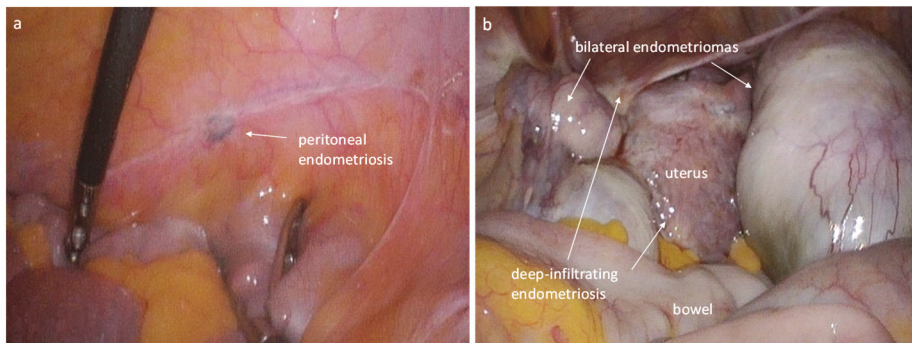 a
peritoneal
endometriosis
b
bilateral endometriomas
uterus
deep-infiltrating
endometriosis
bowel